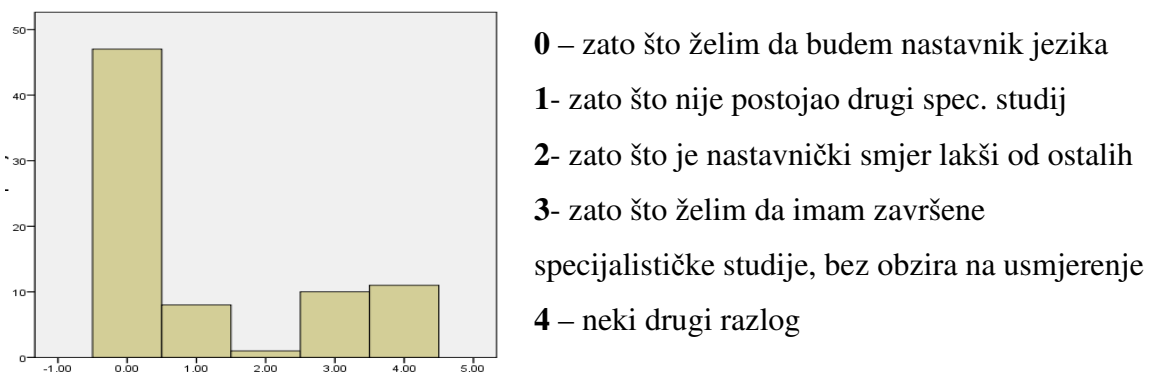 50
40
30
20
10
0
-1.00 0.00 1.00 2.00 3.00 4.00 5.00
0 – zato što želim da budem nastavnik jezika
1- zato što nije postojao drugi spec. studij
2- zato što je nastavnički smjer lakši od ostalih
3- zato što želim da imam završene
specijalističke studije, bez obzira na usmjerenje
4 – neki drugi razlog